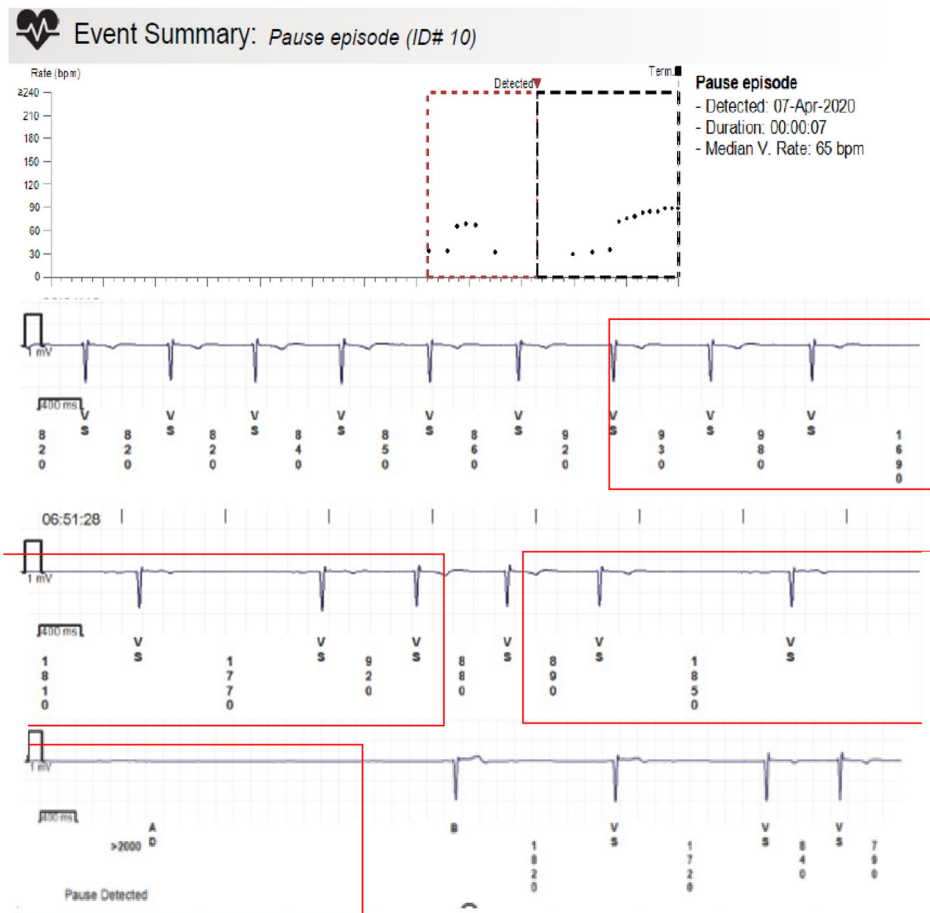 Event Summary: Pause episode (ID# 10)
Rate (bpm)
Detected
Term.
Pause episode
- Detected: 07-Apr-2020
- Duration: 00:00:07
- Median V. Rate: 65 bpm
≥240
210
180
150
120
90
60
30
0
1 mV
400 ms
VS VS VS VS VS VS VS VS VS
820 820 820 840 850 860 920 930 980 1690
06:51:28
1 mV
400 ms
VS VS VS VS VS VS
1810 1770 920 880 890 1850
1 mV
400 ms
AD B VS VS VS
>2000 1820 1720 840 790
Pause Detected